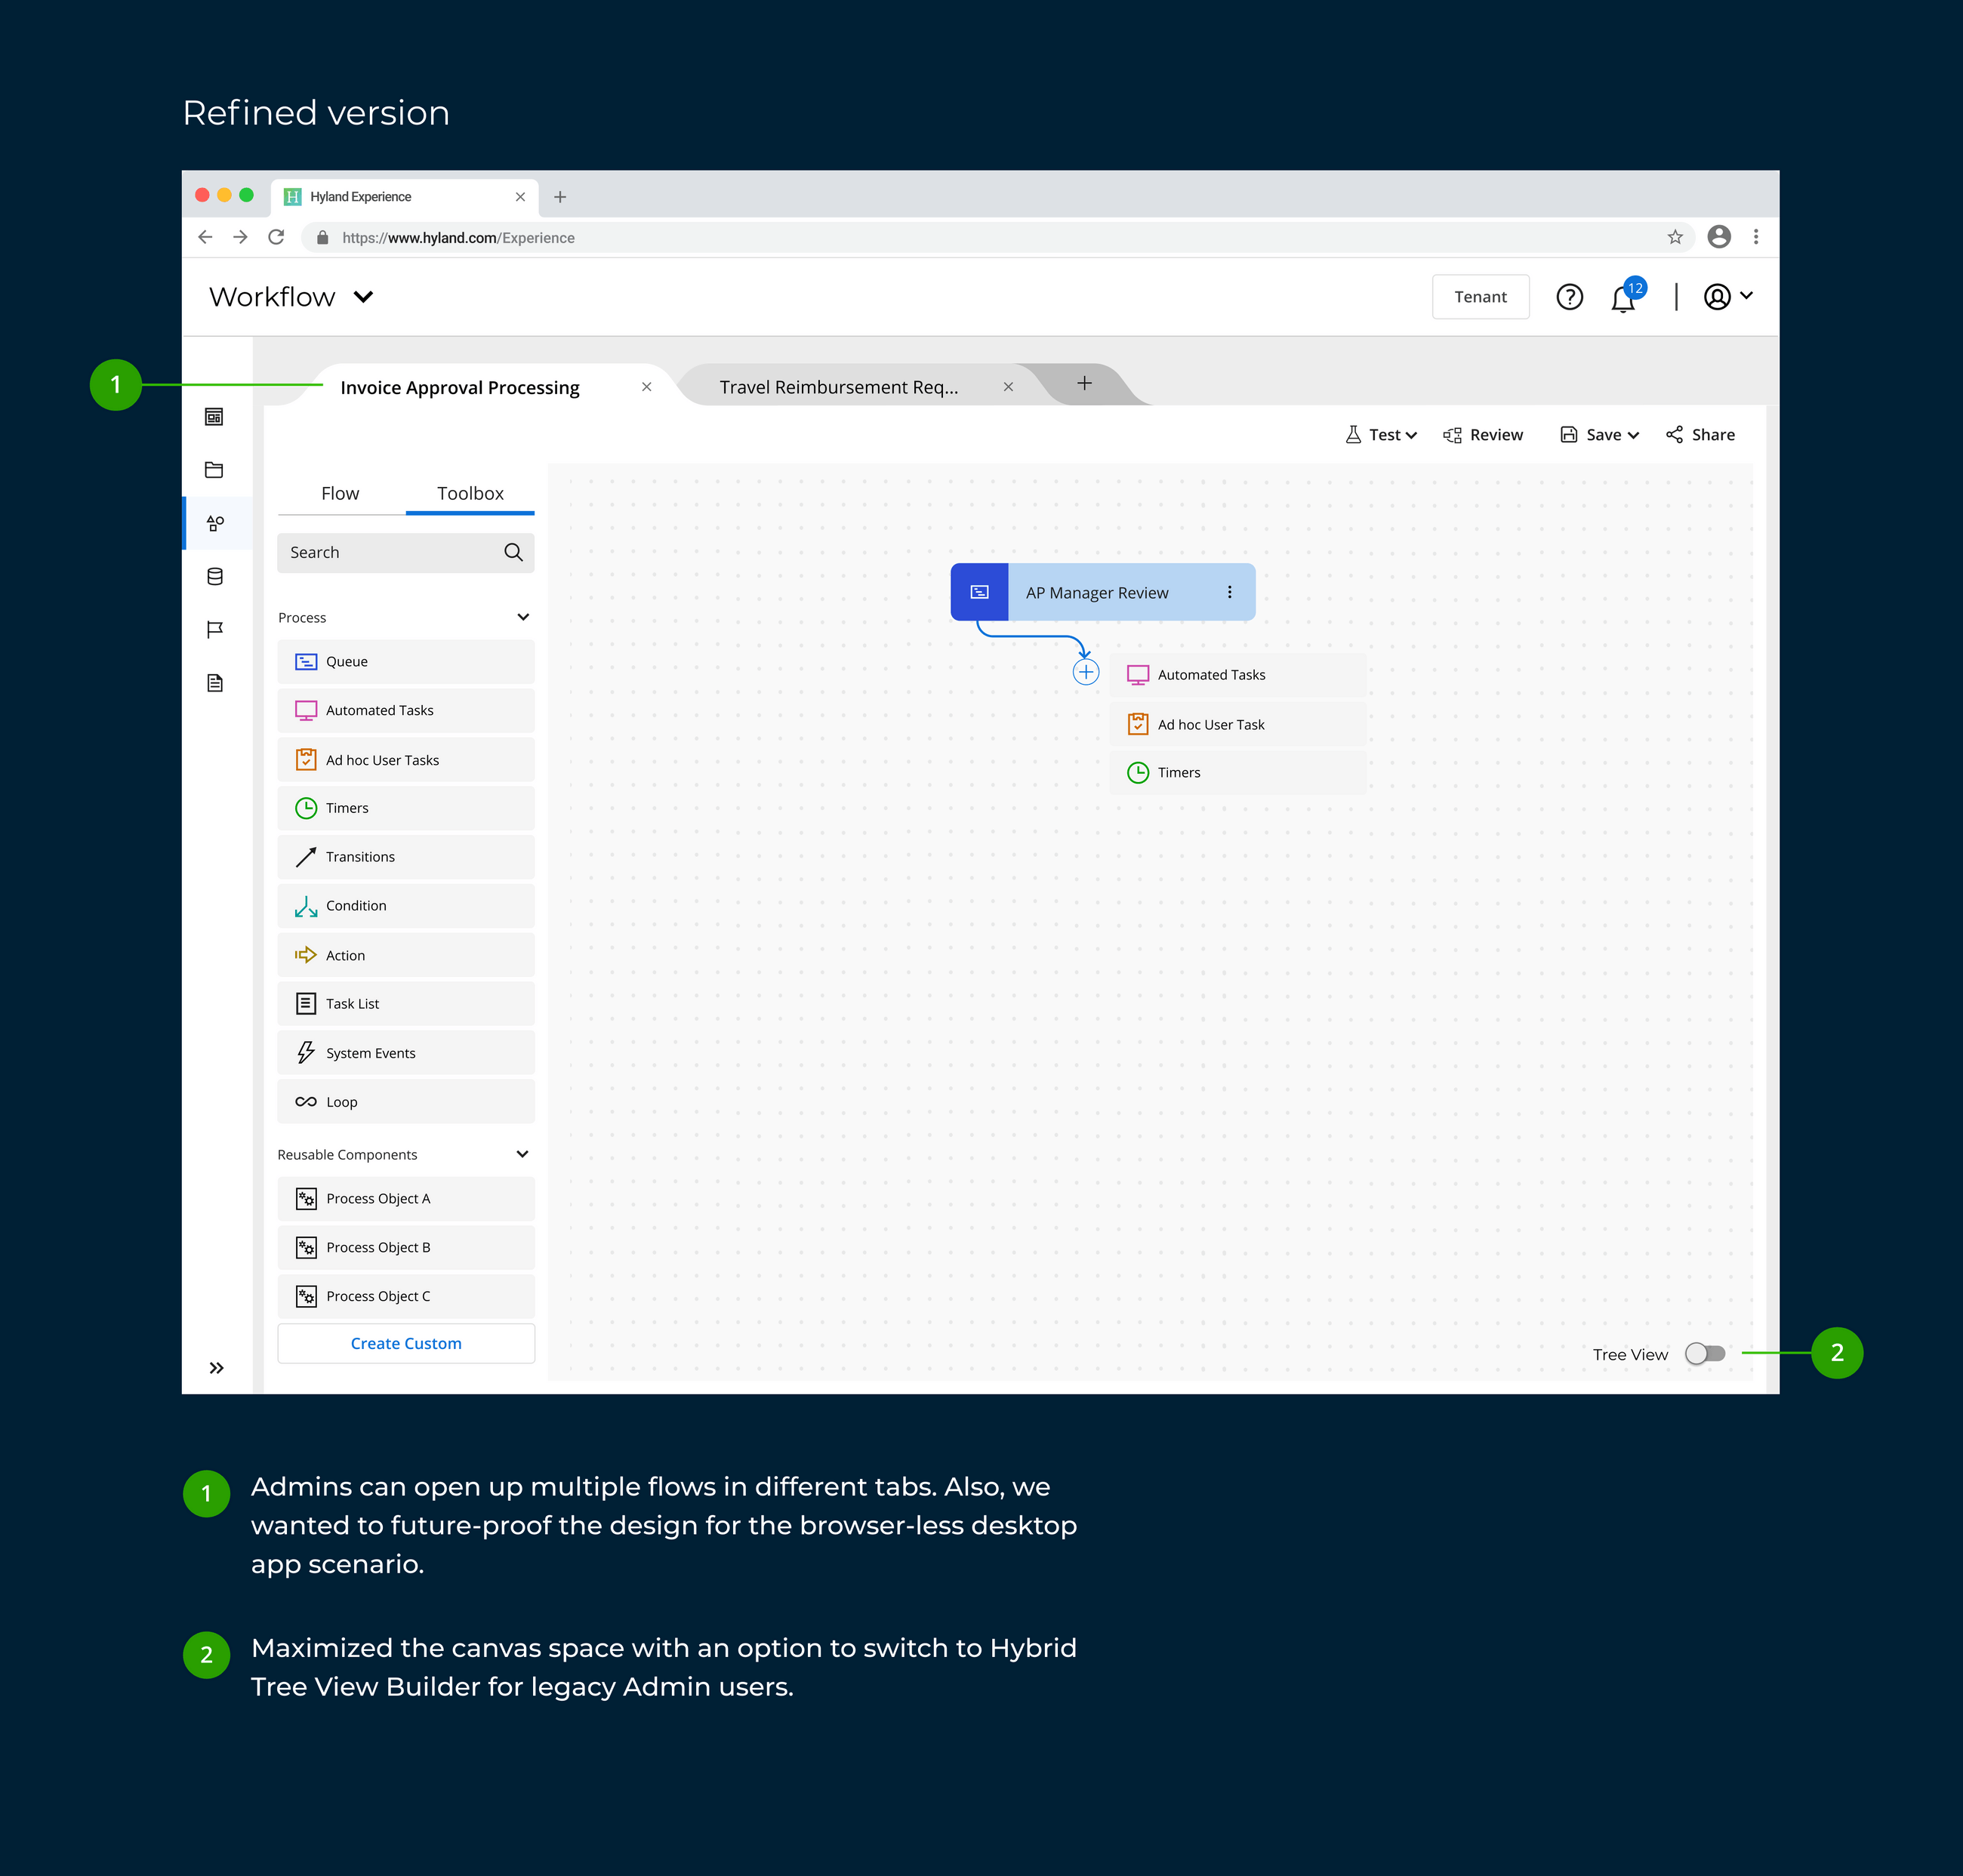 Refined version
Hyland Experience
https://www.hyland.com/Experience
Workflow
Tenant
12
1
Invoice Approval Processing
Travel Reimbursement Req...
Test
Review
Save
Share
Flow
Toolbox
Search
Process
Queue
Automated Tasks
Ad hoc User Tasks
Timers
Transitions
Condition
Action
Task List
System Events
Loop
Reusable Components
Process Object A
Process Object B
Process Object C
Create Custom
AP Manager Review
Automated Tasks
Ad hoc User Task
Timers
Tree View
2
1
Admins can open up multiple flows in different tabs. Also, we
wanted to future-proof the design for the browser-less desktop
app scenario.
2
Maximized the canvas space with an option to switch to Hybrid
Tree View Builder for legacy Admin users.